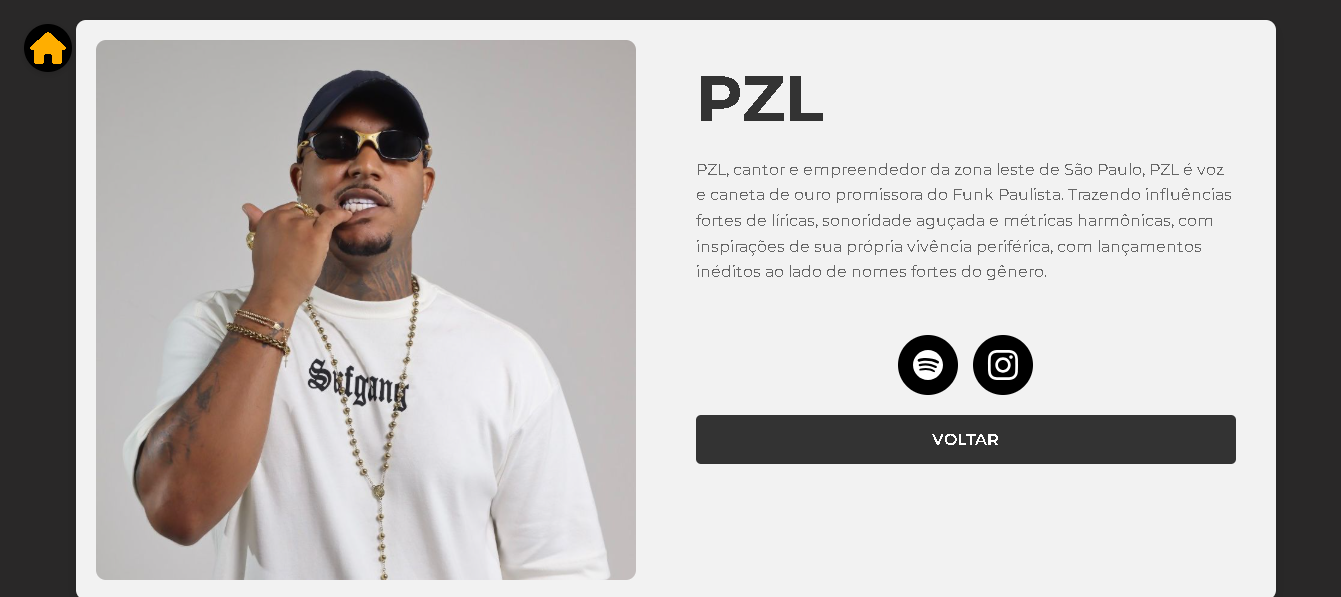 PZL
PZL, cantor e empreendedor da zona leste de São Paulo, PZL é voz
e caneta de ouro promissora do Funk Paulista. Trazendo influências
fortes de líricas, sonoridade aguçada e métricas harmônicas, com
inspirações de sua própria vivência periférica, com lançamentos
inéditos ao lado de nomes fortes do gênero.
Surfgang
VOLTAR